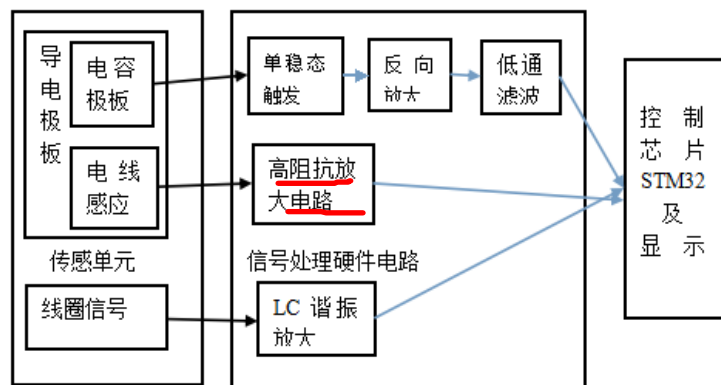 导
电
极
板
电容
极板
电线
感应
传感单元
线圈信号
单稳态
触发
反向
放大
低通
滤波
高阻抗放
大电路
信号处理硬件电路
LC 谐振
放大
控制
芯片
STM32
及
显示